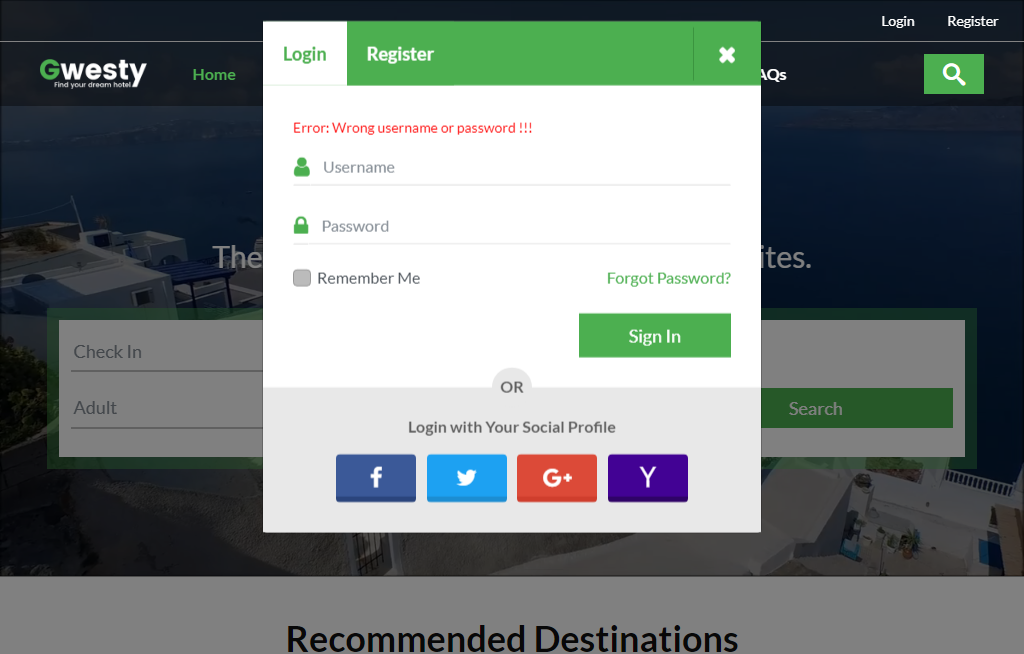 Login Register
Gwesty
Find your dream hotel
Home
AQs
Login
Register
Error: Wrong username or password !!!
Username
Password
Remember Me
Forgot Password?
Sign In
OR
Login with Your Social Profile
f
G+
Y
The
ites.
Check In
Adult
Search
Recommended Destinations